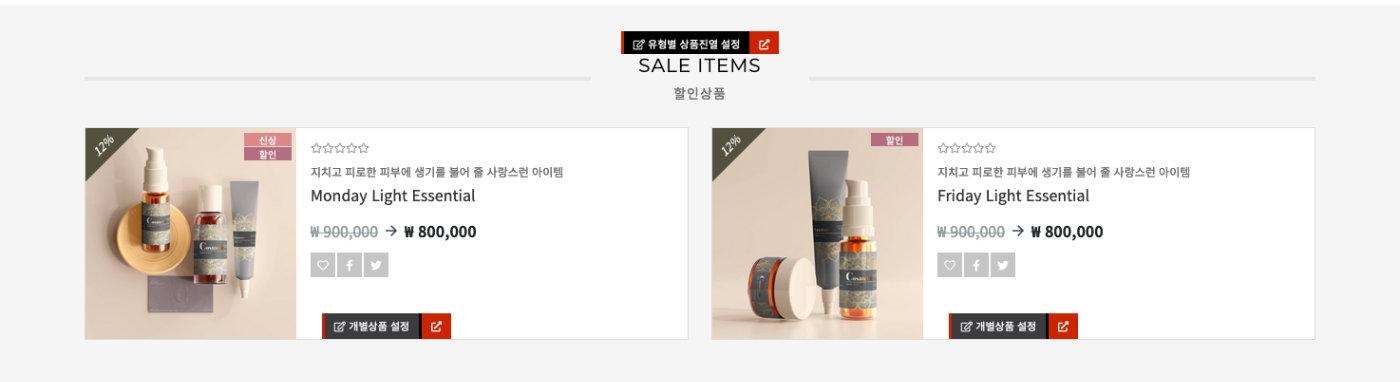 유형별 상품진열 설정
SALE ITEMS
할인상품
12%
신상
할인
지치고 피로한 피부에 생기를 불어 줄 사랑스런 아이템
Monday Light Essential
₩ 900,000 → ₩ 800,000
개별상품 설정
12%
할인
지치고 피로한 피부에 생기를 불어 줄 사랑스런 아이템
Friday Light Essential
₩ 900,000 → ₩ 800,000
개별상품 설정